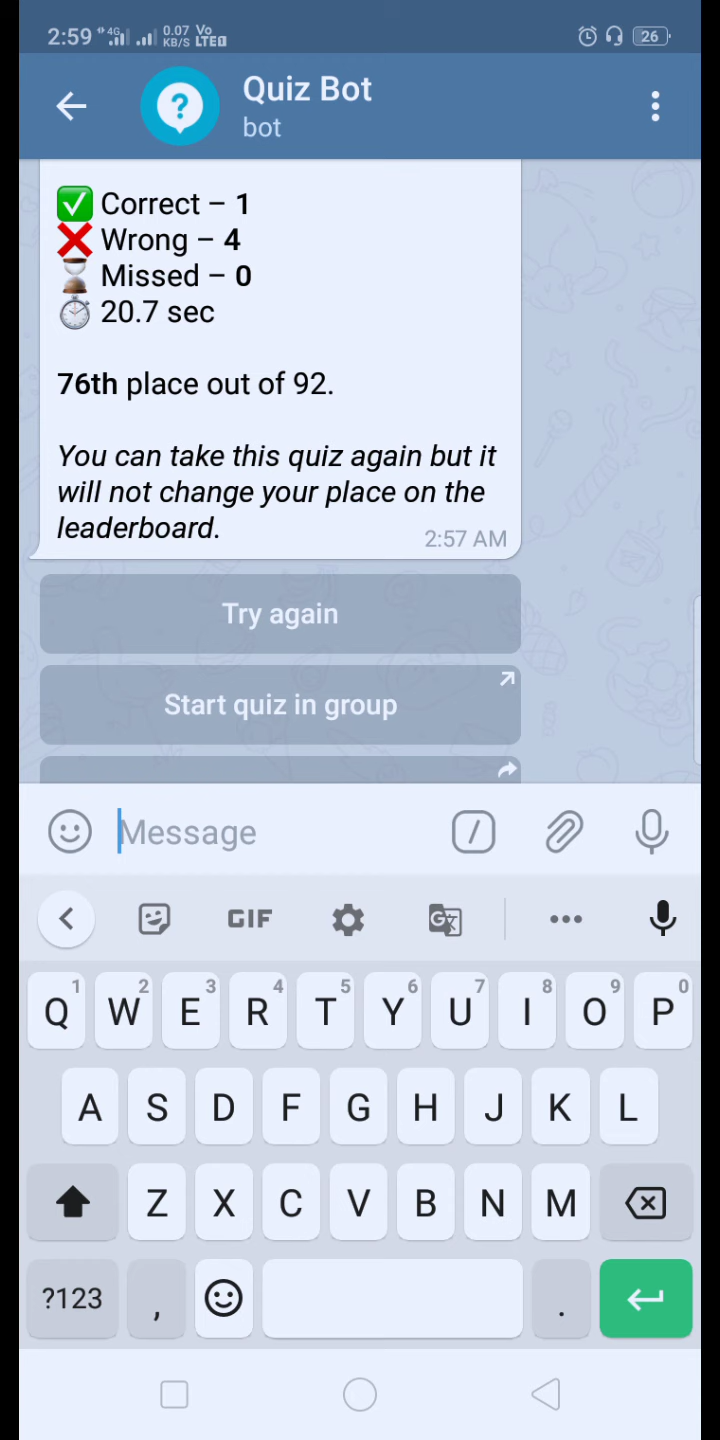 2:59 4G 0.07 KB/S Vo LTE 26
Quiz Bot
bot
Correct – 1
Wrong – 4
Missed – 0
20.7 sec
76th place out of 92.
You can take this quiz again but it
will not change your place on the
leaderboard.
2:57 AM
Try again
Start quiz in group
Message
GIF
1 2 3 4 5 6 7 8 9 0
Q W E R T Y U I O P
A S D F G H J K L
Z X C V B N M
?123 , .